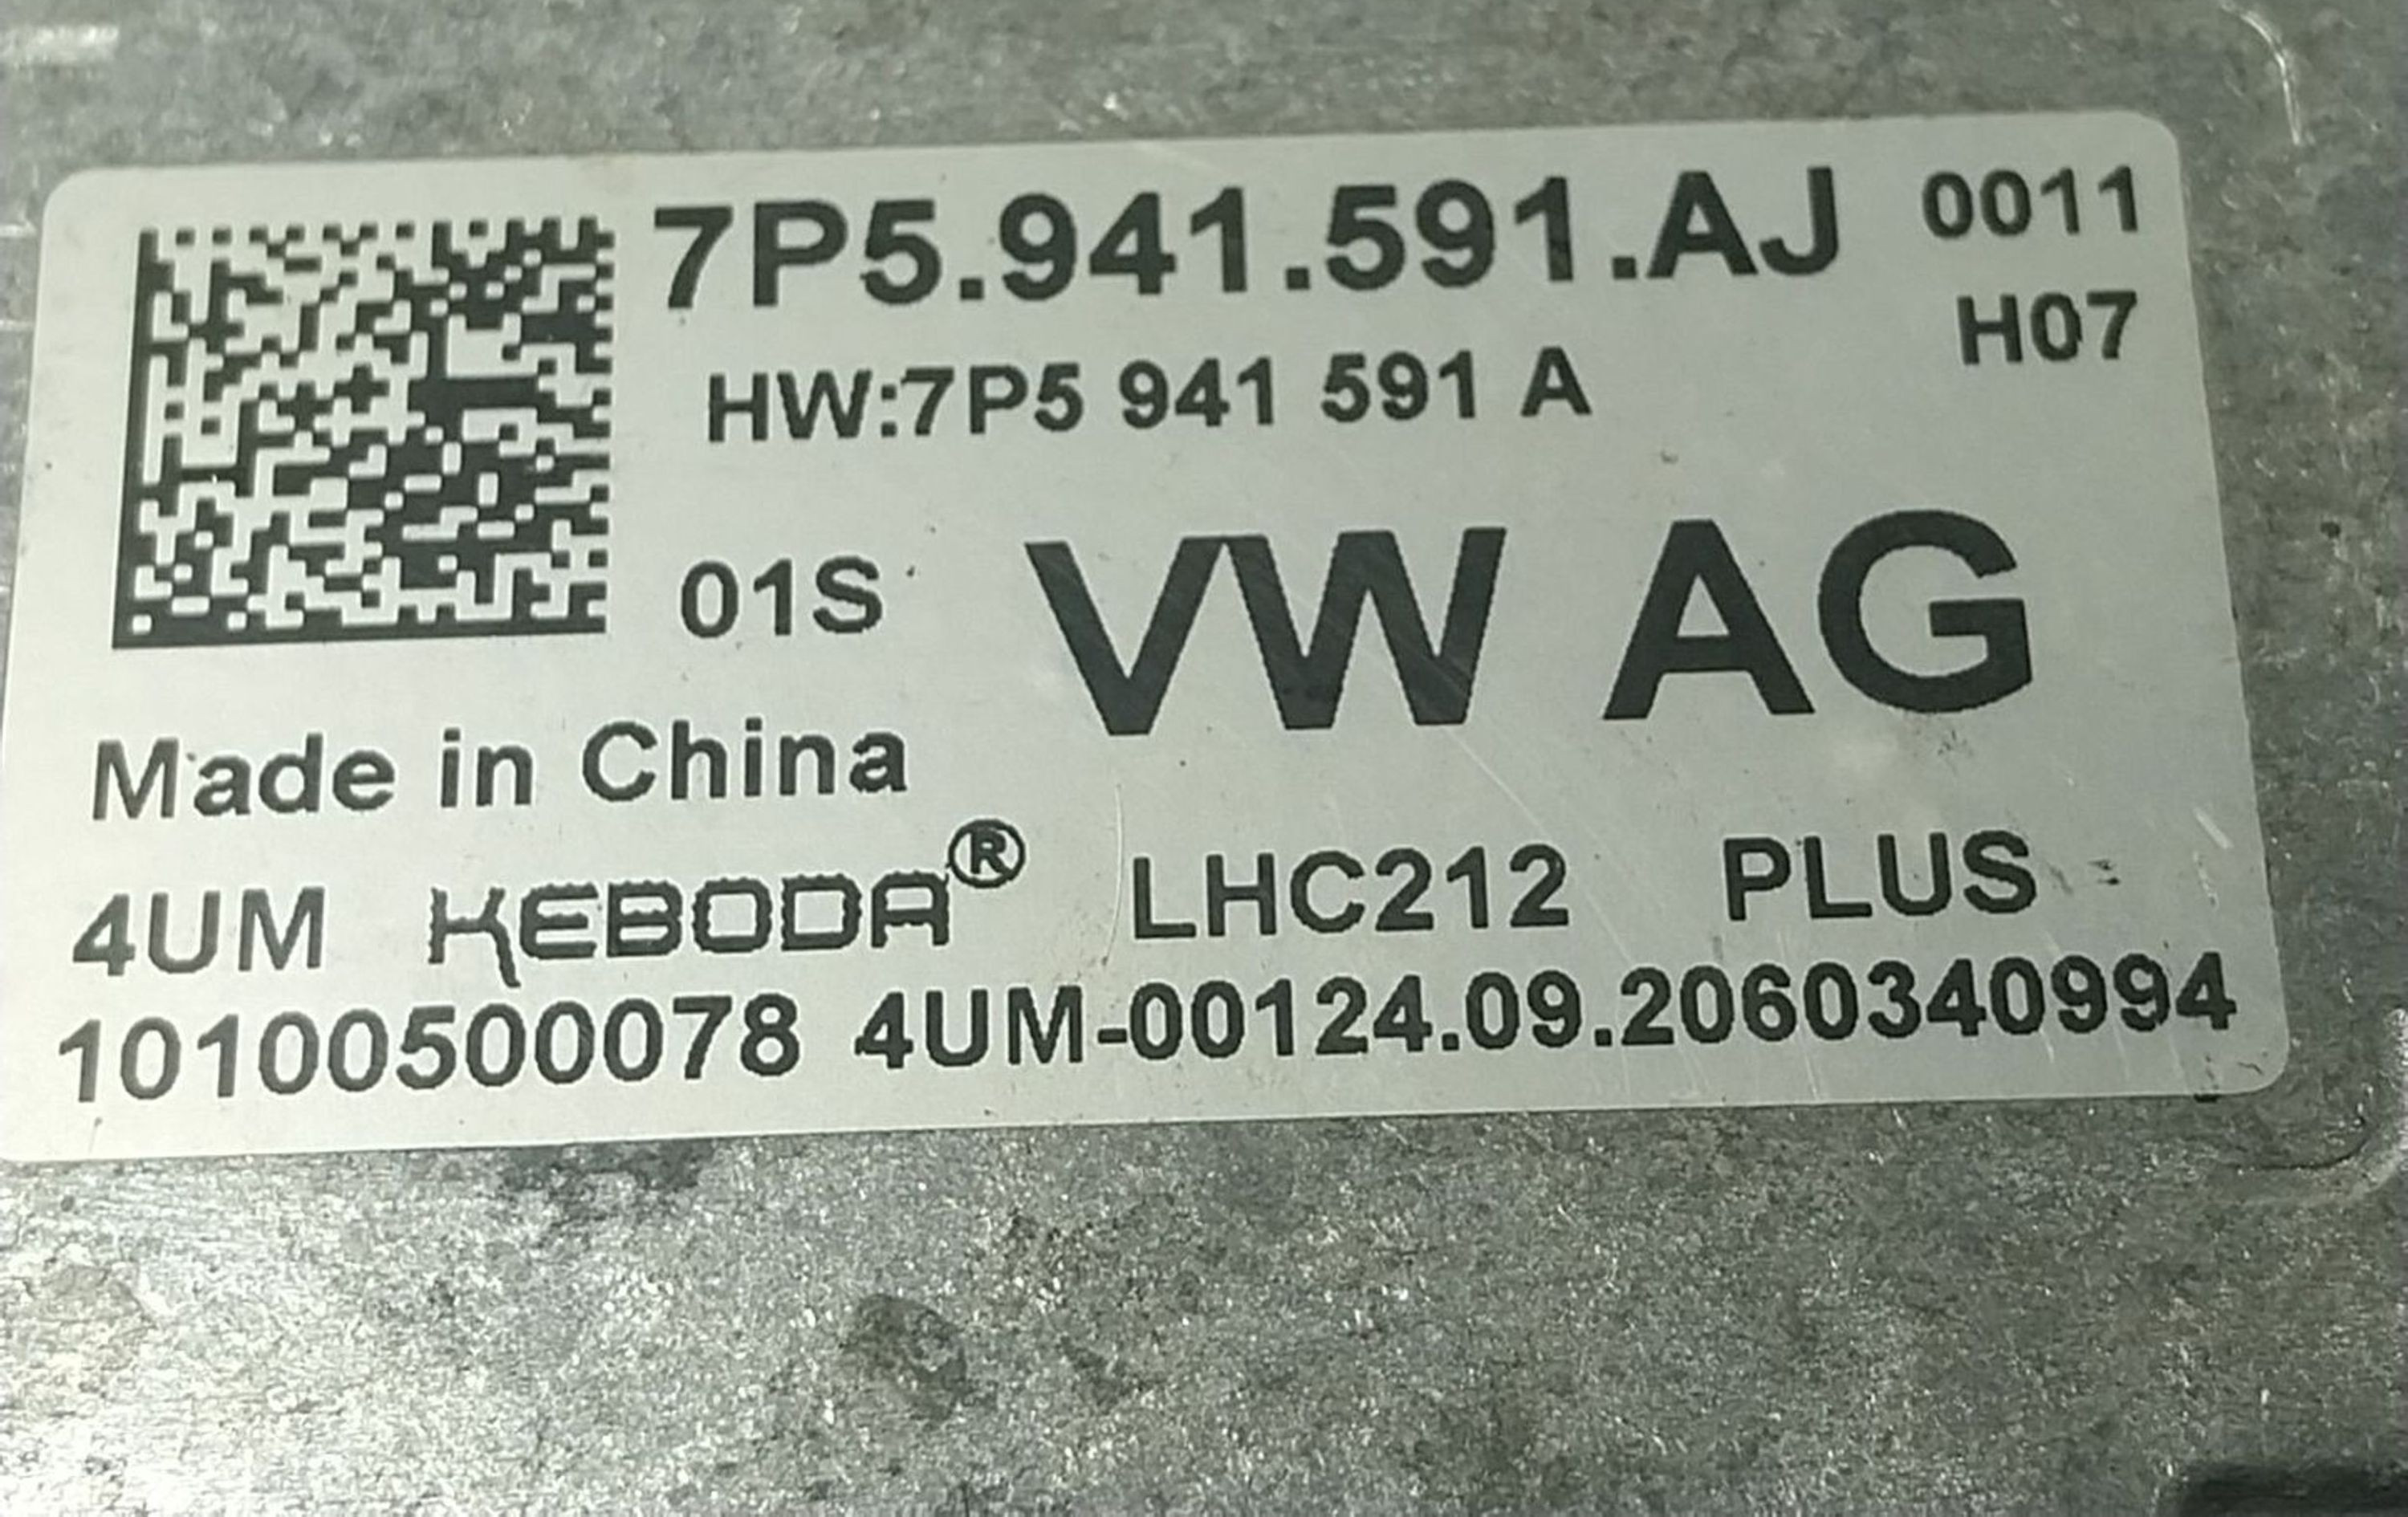 7P5.941.591.AJ 0011
HW:7P5 941 591 A H07
01S VW AG
Made in China
4UM KEBODA® LHC212 PLUS
10100500078 4UM-00124.09.2060340994